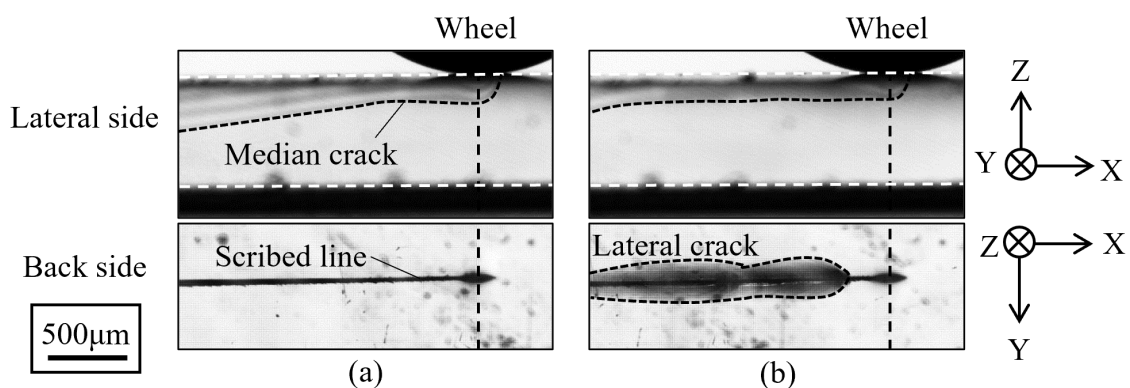 Wheel
Wheel
Lateral side
Median crack
Z
Y
X
Back side
Scribed line
Lateral crack
Z
X
Y
500μm
(a)
(b)